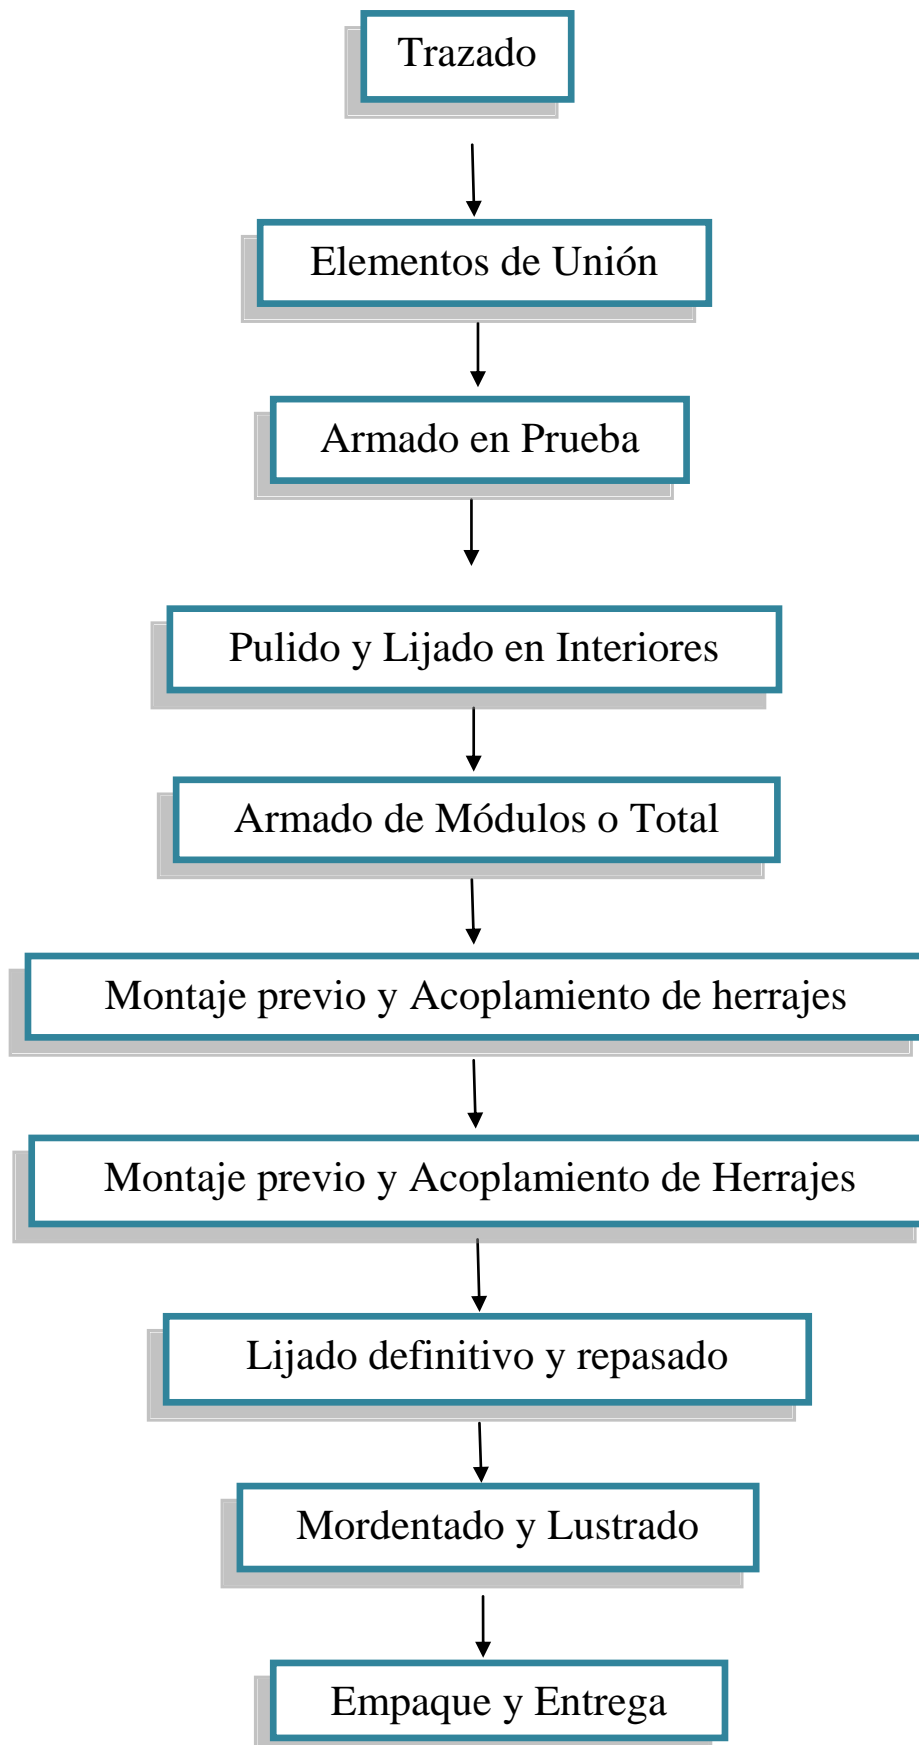 Trazado
Elementos de Unión
Armado en Prueba
Pulido y Lijado en Interiores
Armado de Módulos o Total
Montaje previo y Acoplamiento de herrajes
Montaje previo y Acoplamiento de Herrajes
Lijado definitivo y repasado
Mordentado y Lustrado
Empaque y Entrega